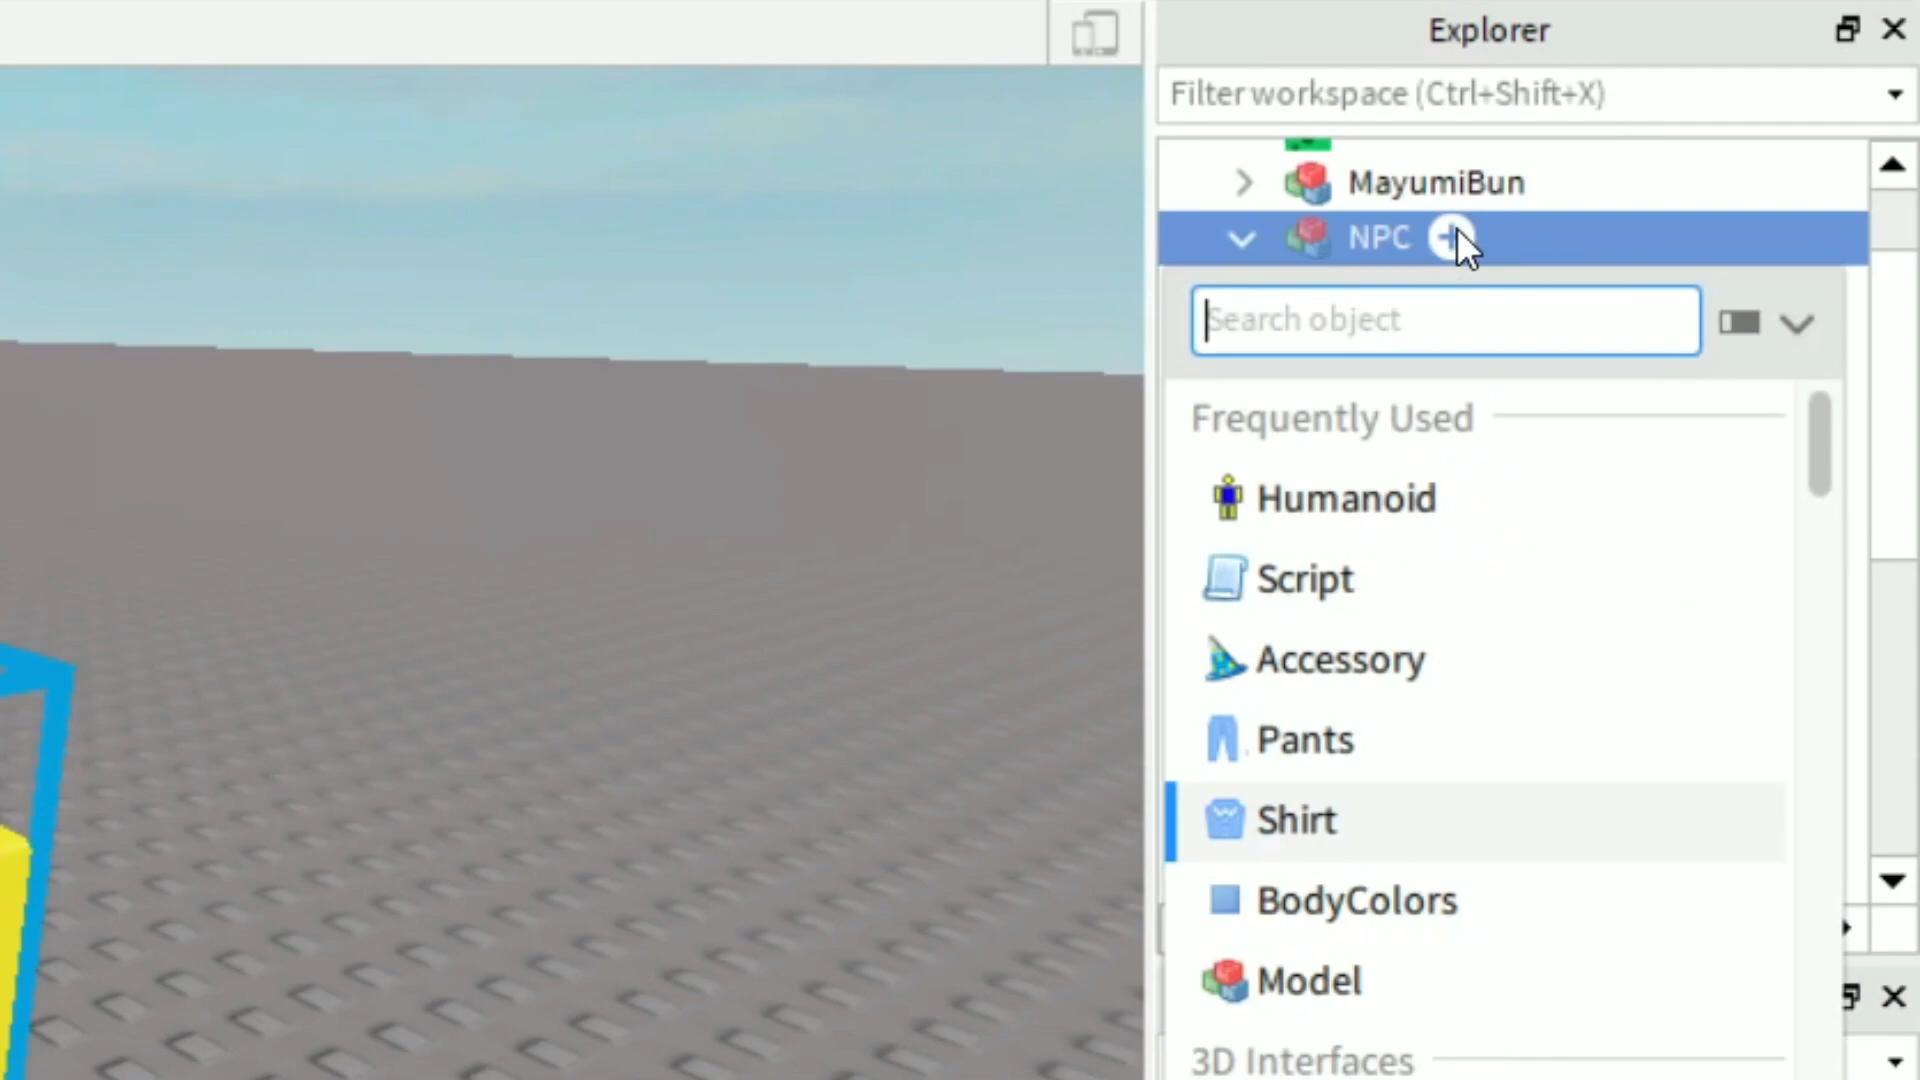 Explorer
Filter workspace (Ctrl+Shift+X)
MayumiBun
NPC
Search object
Frequently Used
Humanoid
Script
Accessory
Pants
Shirt
BodyColors
Model
3D Interfaces